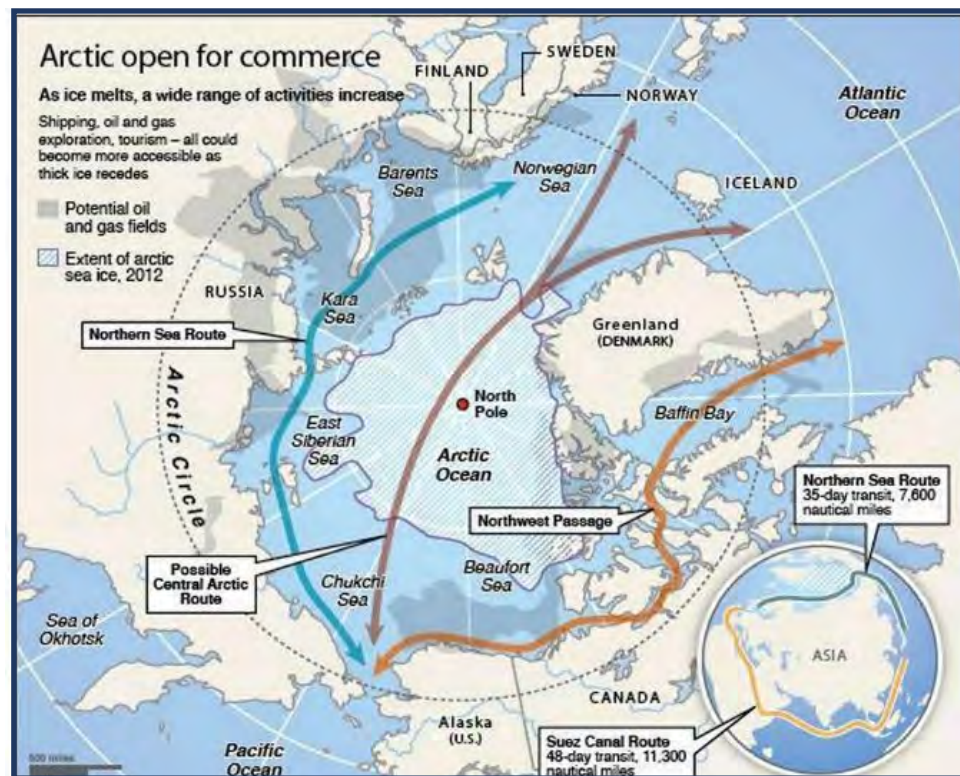 Arctic open for commerce
As ice melts, a wide range of activities increase
Shipping, oil and gas
exploration, tourism – all could
become more accessible as
thick ice recedes
Potential oil
and gas fields
Extent of arctic
sea ice, 2012
FINLAND
SWEDEN
NORWAY
Atlantic
Ocean
Barents
Sea
Norwegian
Sea
ICELAND
RUSSIA
Kara
Sea
Northern Sea Route
Greenland
(DENMARK)
Arctic Circle
North
Pole
Baffin Bay
East
Siberian
Sea
Arctic
Ocean
Northern Sea Route
35-day transit, 7,600
nautical miles
Northwest Passage
Possible
Central Arctic
Route
Chukchi
Sea
Beaufort
Sea
Sea of
Okhotsk
ASIA
CANADA
Alaska
(U.S.)
Suez Canal Route
48-day transit, 11,300
nautical miles
Pacific
Ocean
500 miles